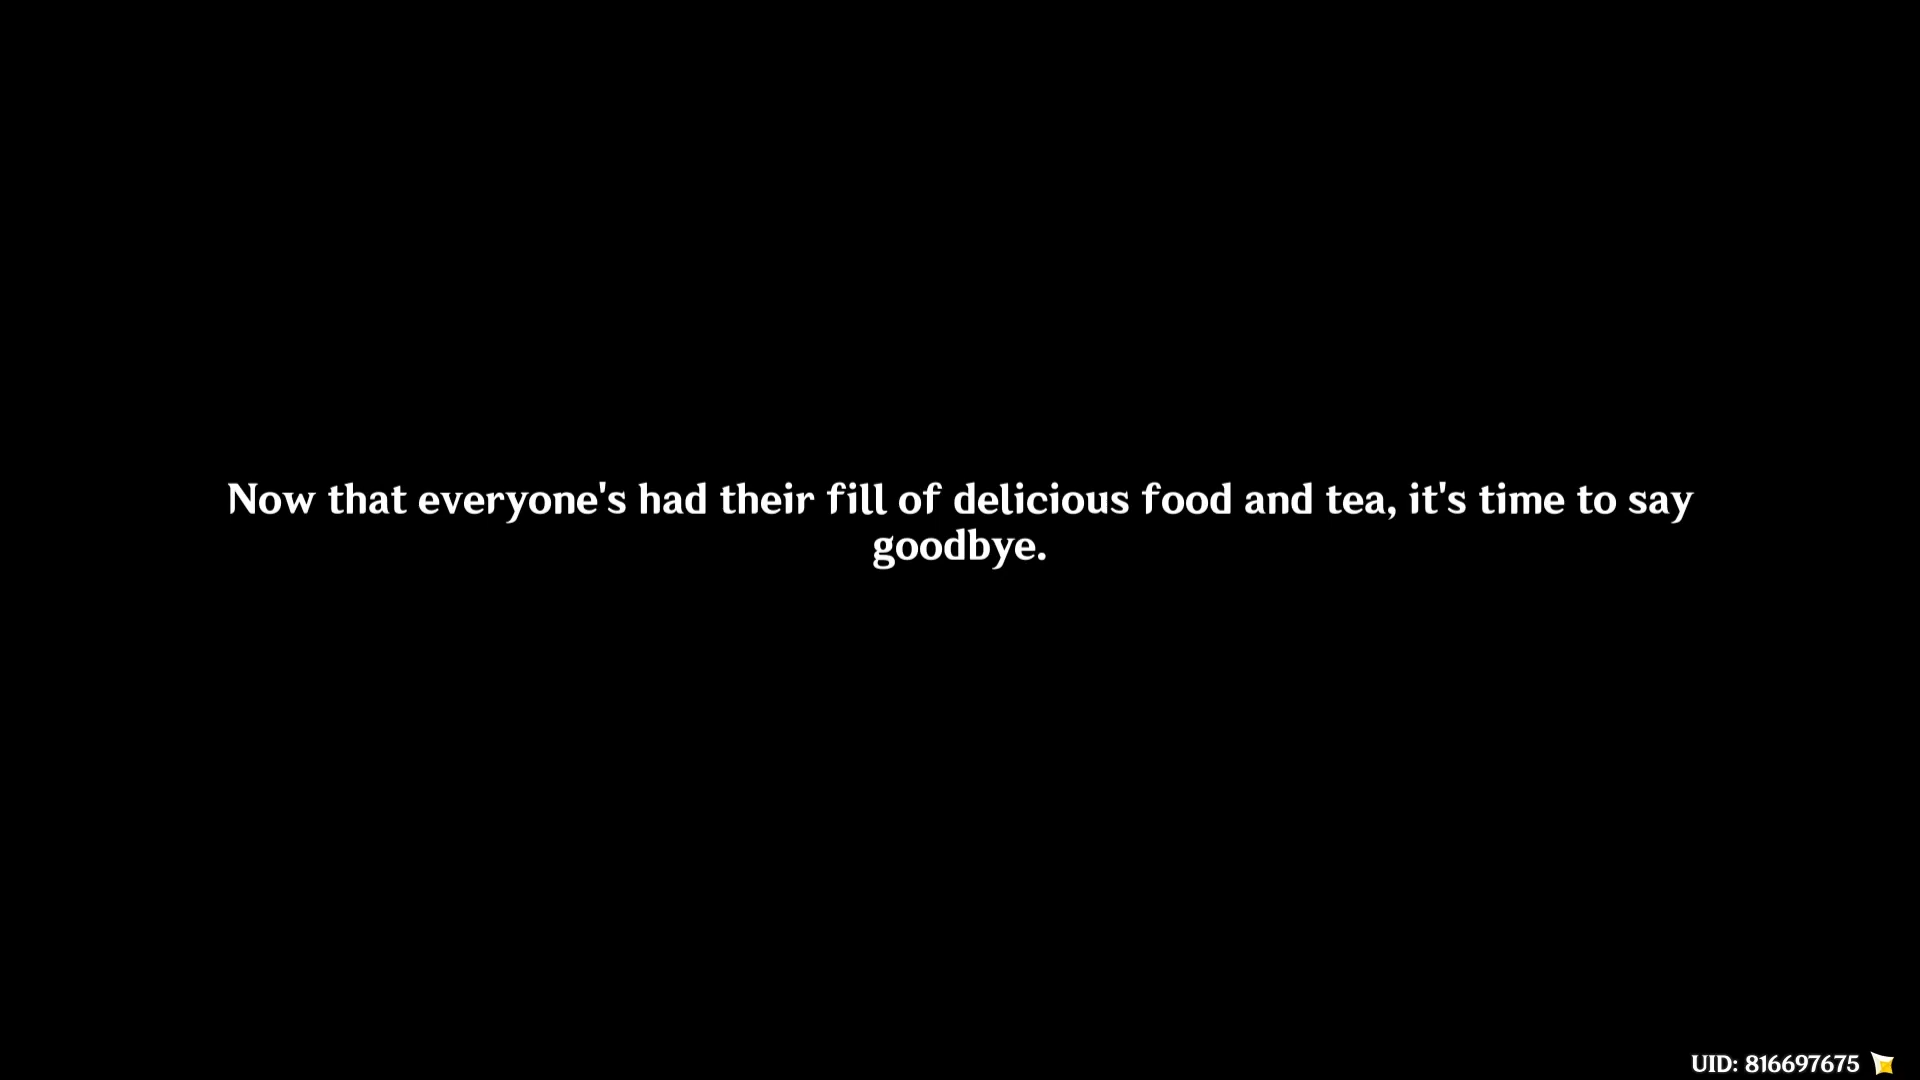 Now that everyone's had their fill of delicious food and tea, it's time to say
goodbye.
UID: 816697675